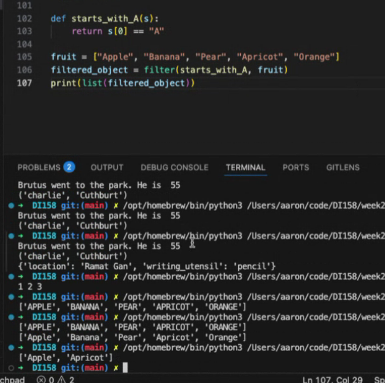 101
102 def starts_with_A(s):
103 return s[0] == "A"
104
105 fruit = ["Apple", "Banana", "Pear", "Apricot", "Orange"]
106 filtered_object = filter(starts_with_A, fruit)
107 print(list(filtered_object))
PROBLEMS 2 OUTPUT DEBUG CONSOLE TERMINAL PORTS GITLENS
Brutus went to the park. He is 55
('charlie', 'Cuthburt')
➜ DI158 git:(main) ✗ /opt/homebrew/bin/python3 /Users/aaron/code/DI158/week2
Brutus went to the park. He is 55
('charlie', 'Cuthburt')
➜ DI158 git:(main) ✗ /opt/homebrew/bin/python3 /Users/aaron/code/DI158/week2
Brutus went to the park. He is 55
('charlie', 'Cuthburt')
{'location': 'Ramat Gan', 'writing_utensil': 'pencil'}
➜ DI158 git:(main) ✗ /opt/homebrew/bin/python3 /Users/aaron/code/DI158/week2
1 2 3
➜ DI158 git:(main) ✗ /opt/homebrew/bin/python3 /Users/aaron/code/DI158/week2
['APPLE', 'BANANA', 'PEAR', 'APRICOT', 'ORANGE']
➜ DI158 git:(main) ✗ /opt/homebrew/bin/python3 /Users/aaron/code/DI158/week2
['APPLE', 'BANANA', 'PEAR', 'APRICOT', 'ORANGE']
['Apple', 'Banana', 'Pear', 'Apricot', 'Orange']
➜ DI158 git:(main) ✗ /opt/homebrew/bin/python3 /Users/aaron/code/DI158/week2
['Apple', 'Apricot']
➜ DI158 git:(main) ✗
chpad 0 2 Ln 107, Col 29 Sp